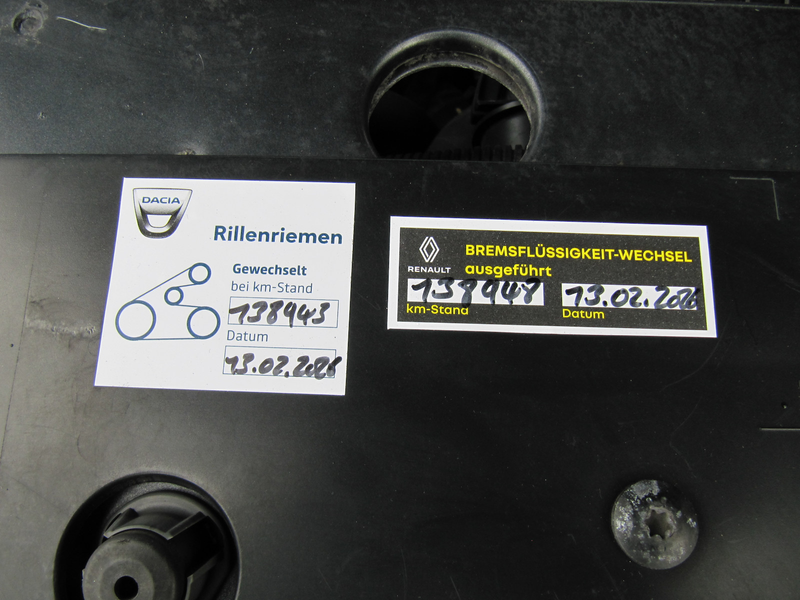 DACIA
Rillenriemen
Gewechselt
bei km-Stand
138943
Datum
13.02.2026
RENAULT
BREMSFLÜSSIGKEIT-WECHSEL
ausgeführt
138948 13.02.2026
km-Stand Datum